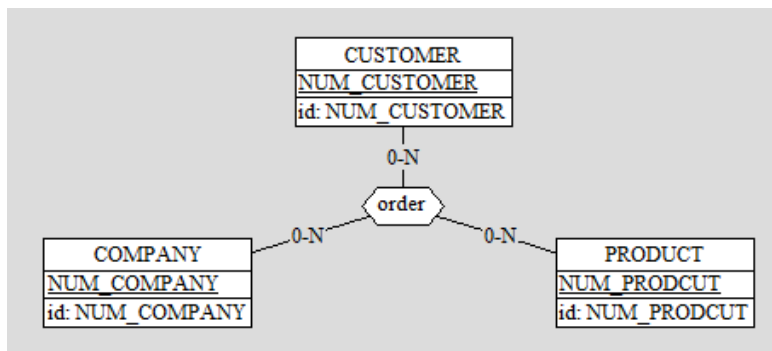 CUSTOMER
NUM_CUSTOMER
id: NUM_CUSTOMER
0-N
order
0-N
0-N
COMPANY
NUM_COMPANY
id: NUM_COMPANY
PRODUCT
NUM_PRODCUT
id: NUM_PRODCUT